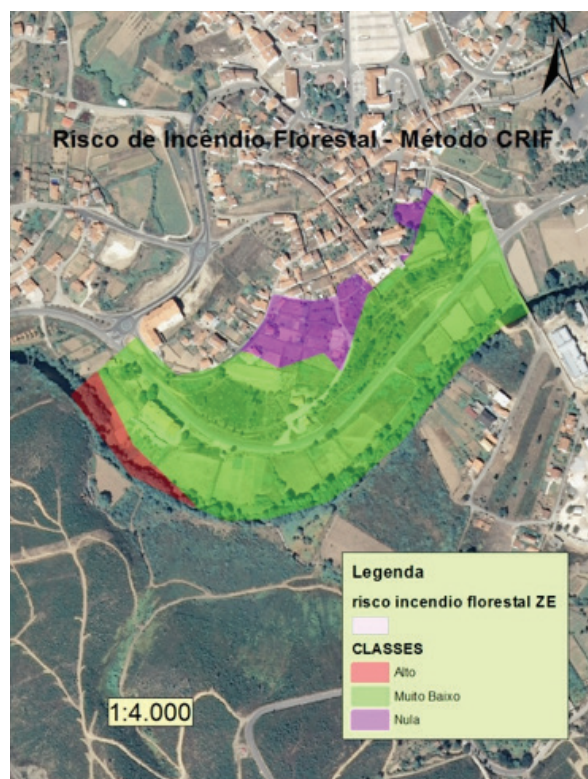 N
Risco de Incêndio Florestal - Método CRIF
Legenda
risco incendio florestal ZE
CLASSES
Alto
Muito Baixo
Nula
1:4.000